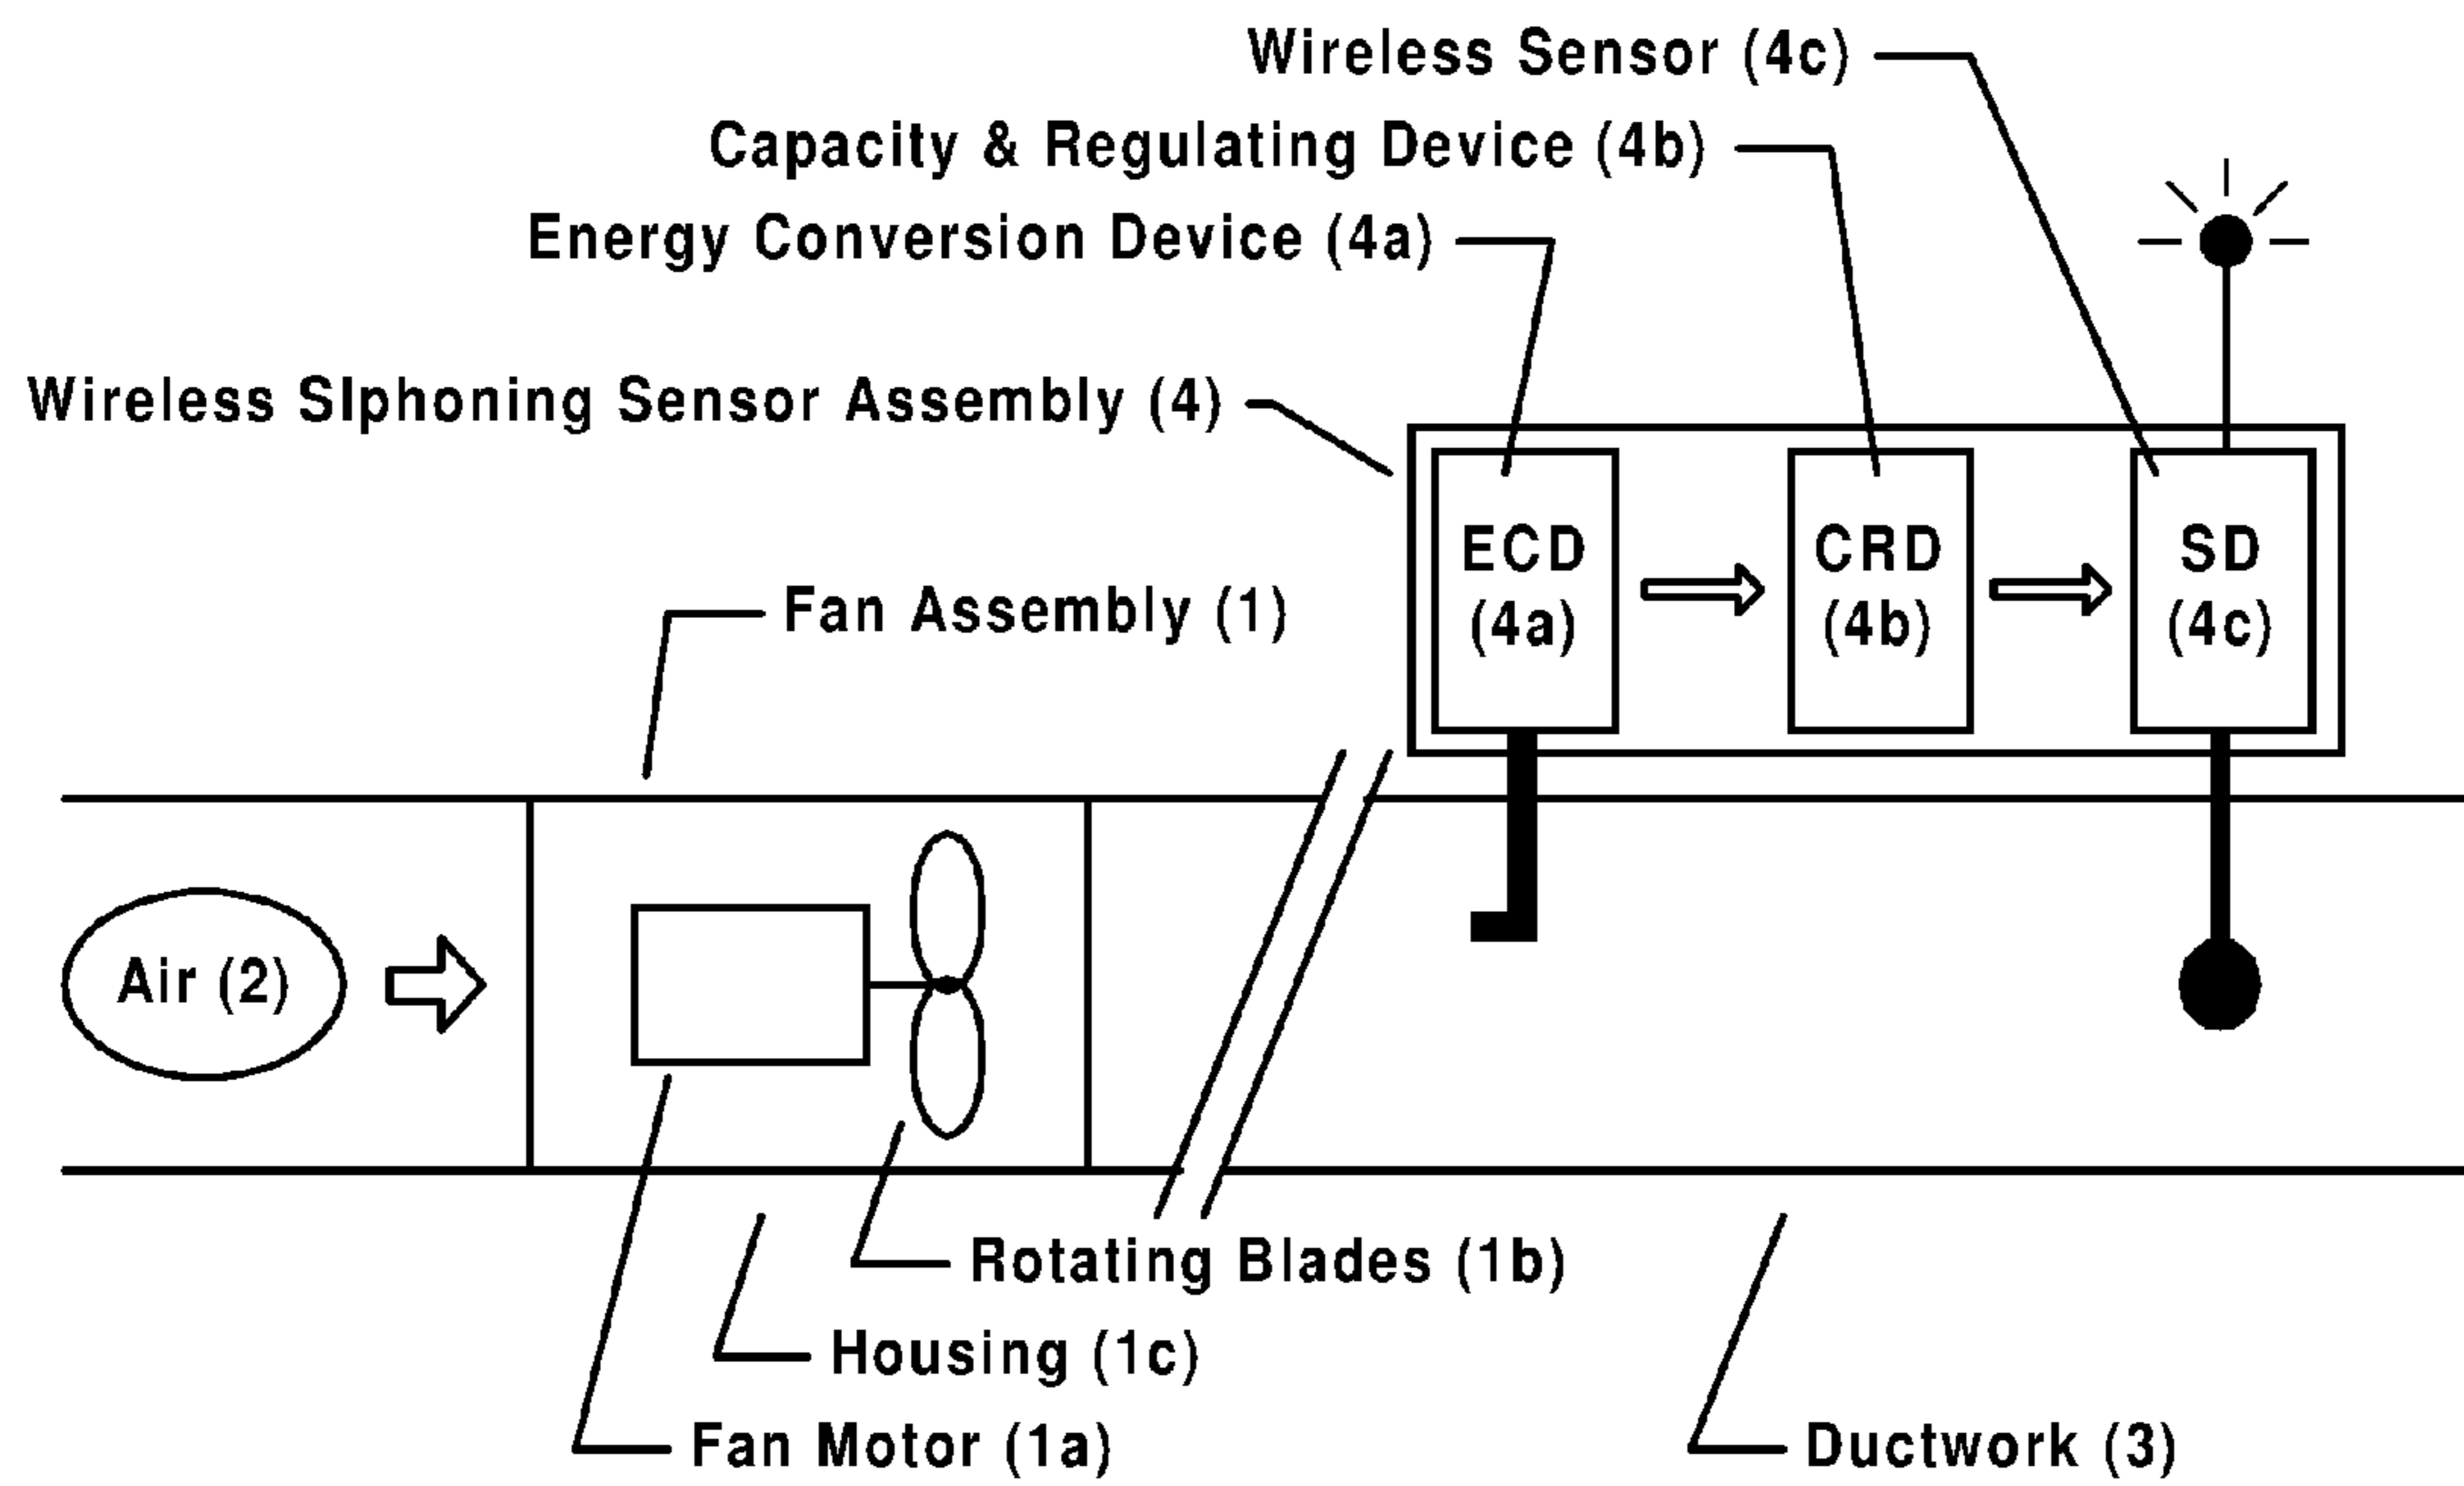 Wireless Sensor (4c)
Capacity & Regulating Device (4b)
Energy Conversion Device (4a)
Wireless SIphoning Sensor Assembly (4)
ECD
(4a)
CRD
(4b)
SD
(4c)
Fan Assembly (1)
Air (2)
Rotating Blades (1b)
Housing (1c)
Fan Motor (1a)
Ductwork (3)